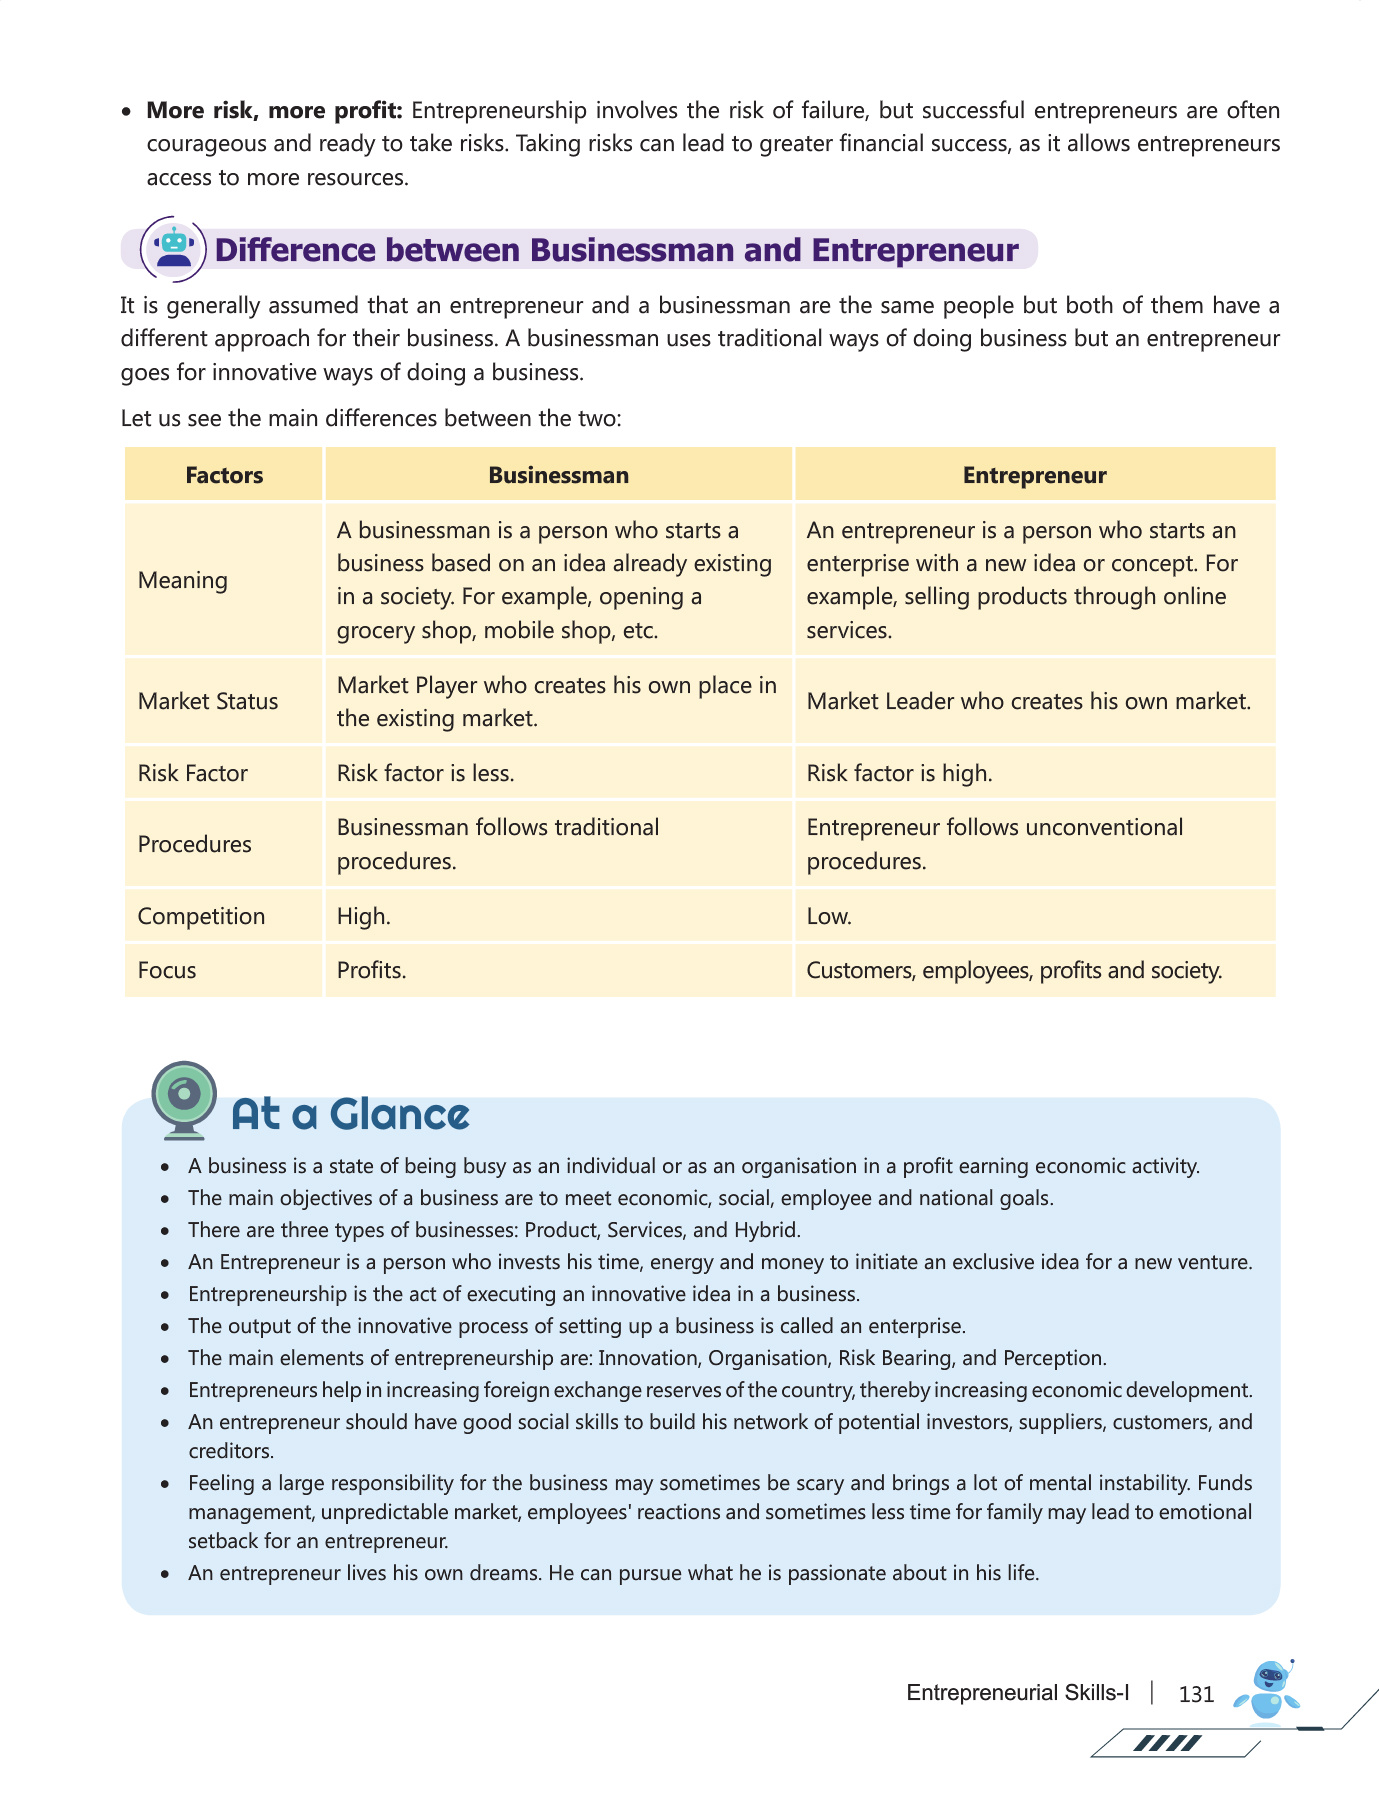 • More risk, more profit: Entrepreneurship involves the risk of failure, but successful entrepreneurs are often
courageous and ready to take risks. Taking risks can lead to greater financial success, as it allows entrepreneurs
access to more resources.
Difference between Businessman and Entrepreneur
It is generally assumed that an entrepreneur and a businessman are the same people but both of them have a
different approach for their business. A businessman uses traditional ways of doing business but an entrepreneur
goes for innovative ways of doing a business.
Let us see the main differences between the two:
Factors Businessman Entrepreneur
Meaning
A businessman is a person who starts a
business based on an idea already existing
in a society. For example, opening a
grocery shop, mobile shop, etc.
An entrepreneur is a person who starts an
enterprise with a new idea or concept. For
example, selling products through online
services.
Market Status
Market Player who creates his own place in
the existing market.
Market Leader who creates his own market.
Risk Factor
Risk factor is less.
Risk factor is high.
Procedures
Businessman follows traditional
procedures.
Entrepreneur follows unconventional
procedures.
Competition
High.
Low.
Focus
Profits.
Customers, employees, profits and society.
At a Glance
• A business is a state of being busy as an individual or as an organisation in a profit earning economic activity.
• The main objectives of a business are to meet economic, social, employee and national goals.
• There are three types of businesses: Product, Services, and Hybrid.
• An Entrepreneur is a person who invests his time, energy and money to initiate an exclusive idea for a new venture.
• Entrepreneurship is the act of executing an innovative idea in a business.
• The output of the innovative process of setting up a business is called an enterprise.
• The main elements of entrepreneurship are: Innovation, Organisation, Risk Bearing, and Perception.
• Entrepreneurs help in increasing foreign exchange reserves of the country, thereby increasing economic development.
• An entrepreneur should have good social skills to build his network of potential investors, suppliers, customers, and
creditors.
• Feeling a large responsibility for the business may sometimes be scary and brings a lot of mental instability. Funds
management, unpredictable market, employees' reactions and sometimes less time for family may lead to emotional
setback for an entrepreneur.
• An entrepreneur lives his own dreams. He can pursue what he is passionate about in his life.
Entrepreneurial Skills-I | 131